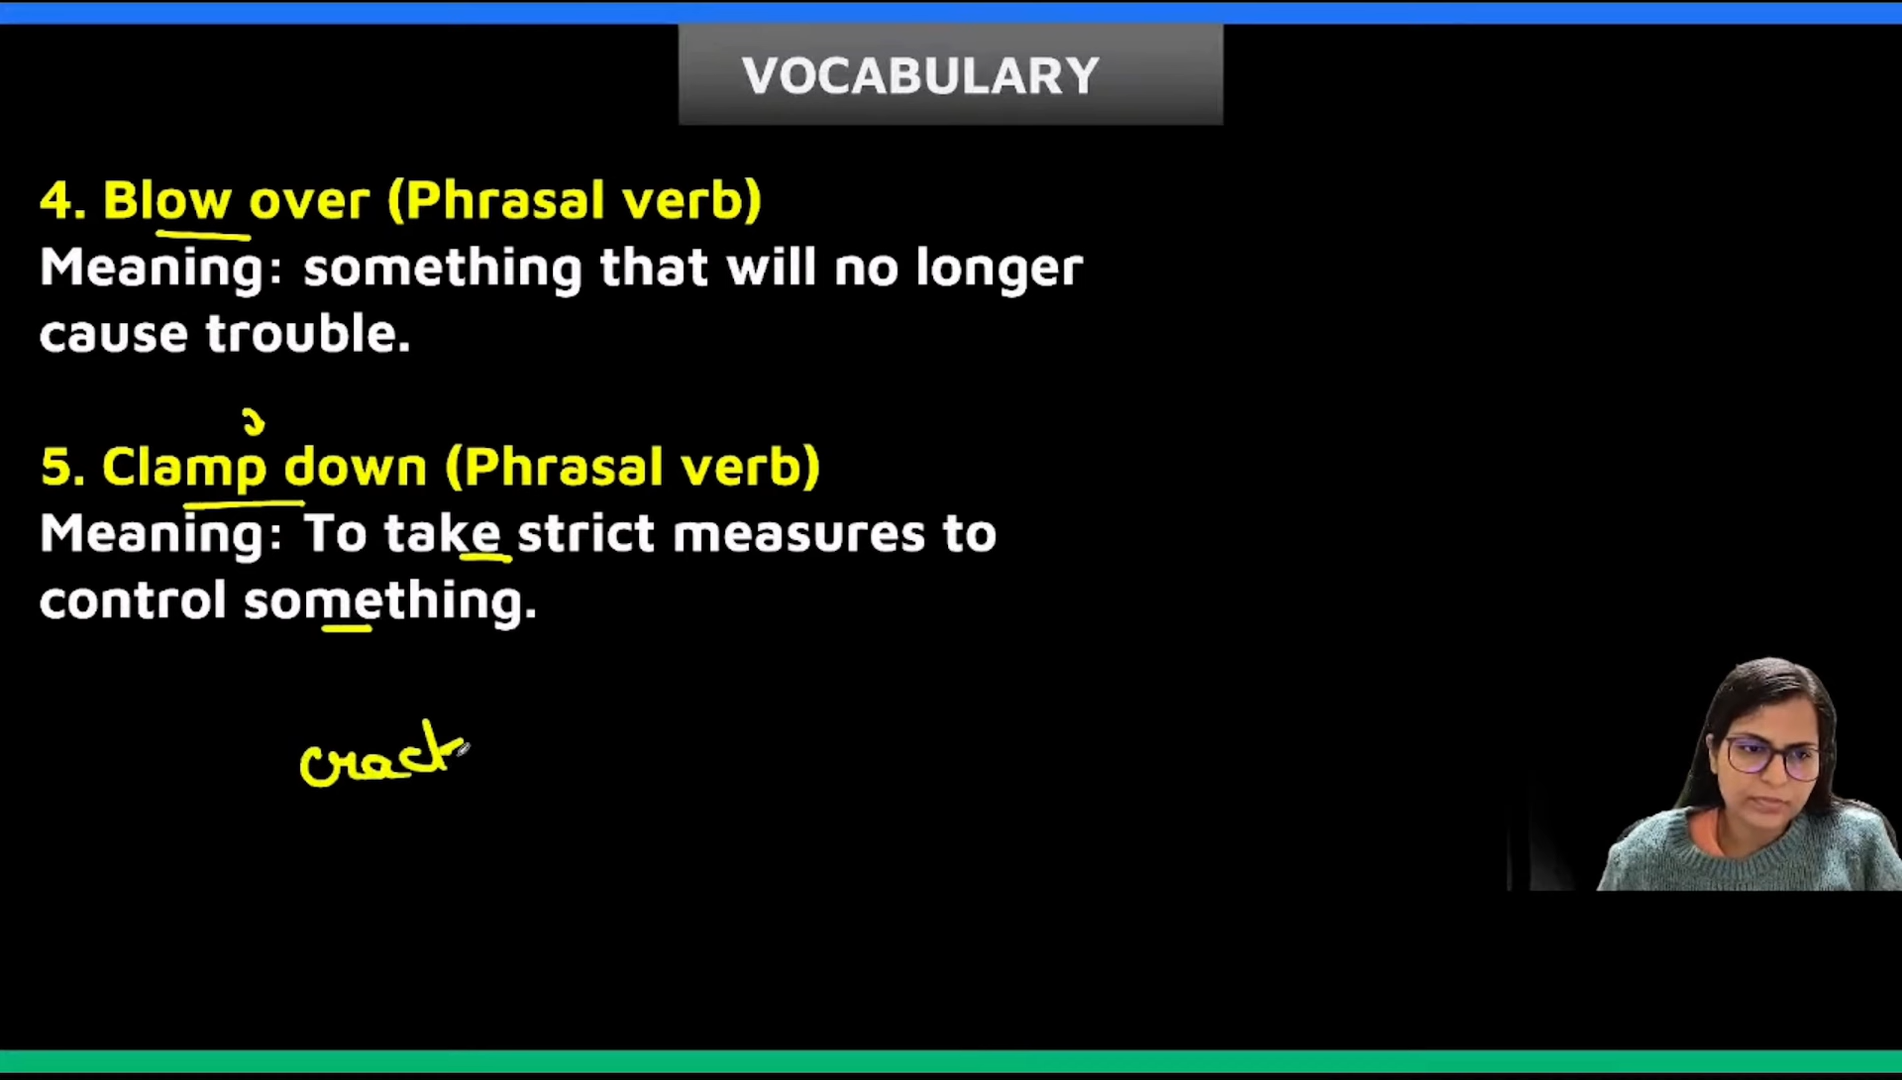 VOCABULARY
4. Blow over (Phrasal verb)
Meaning: something that will no longer
cause trouble.
5. Clamp down (Phrasal verb)
Meaning: To take strict measures to
control something.
crack